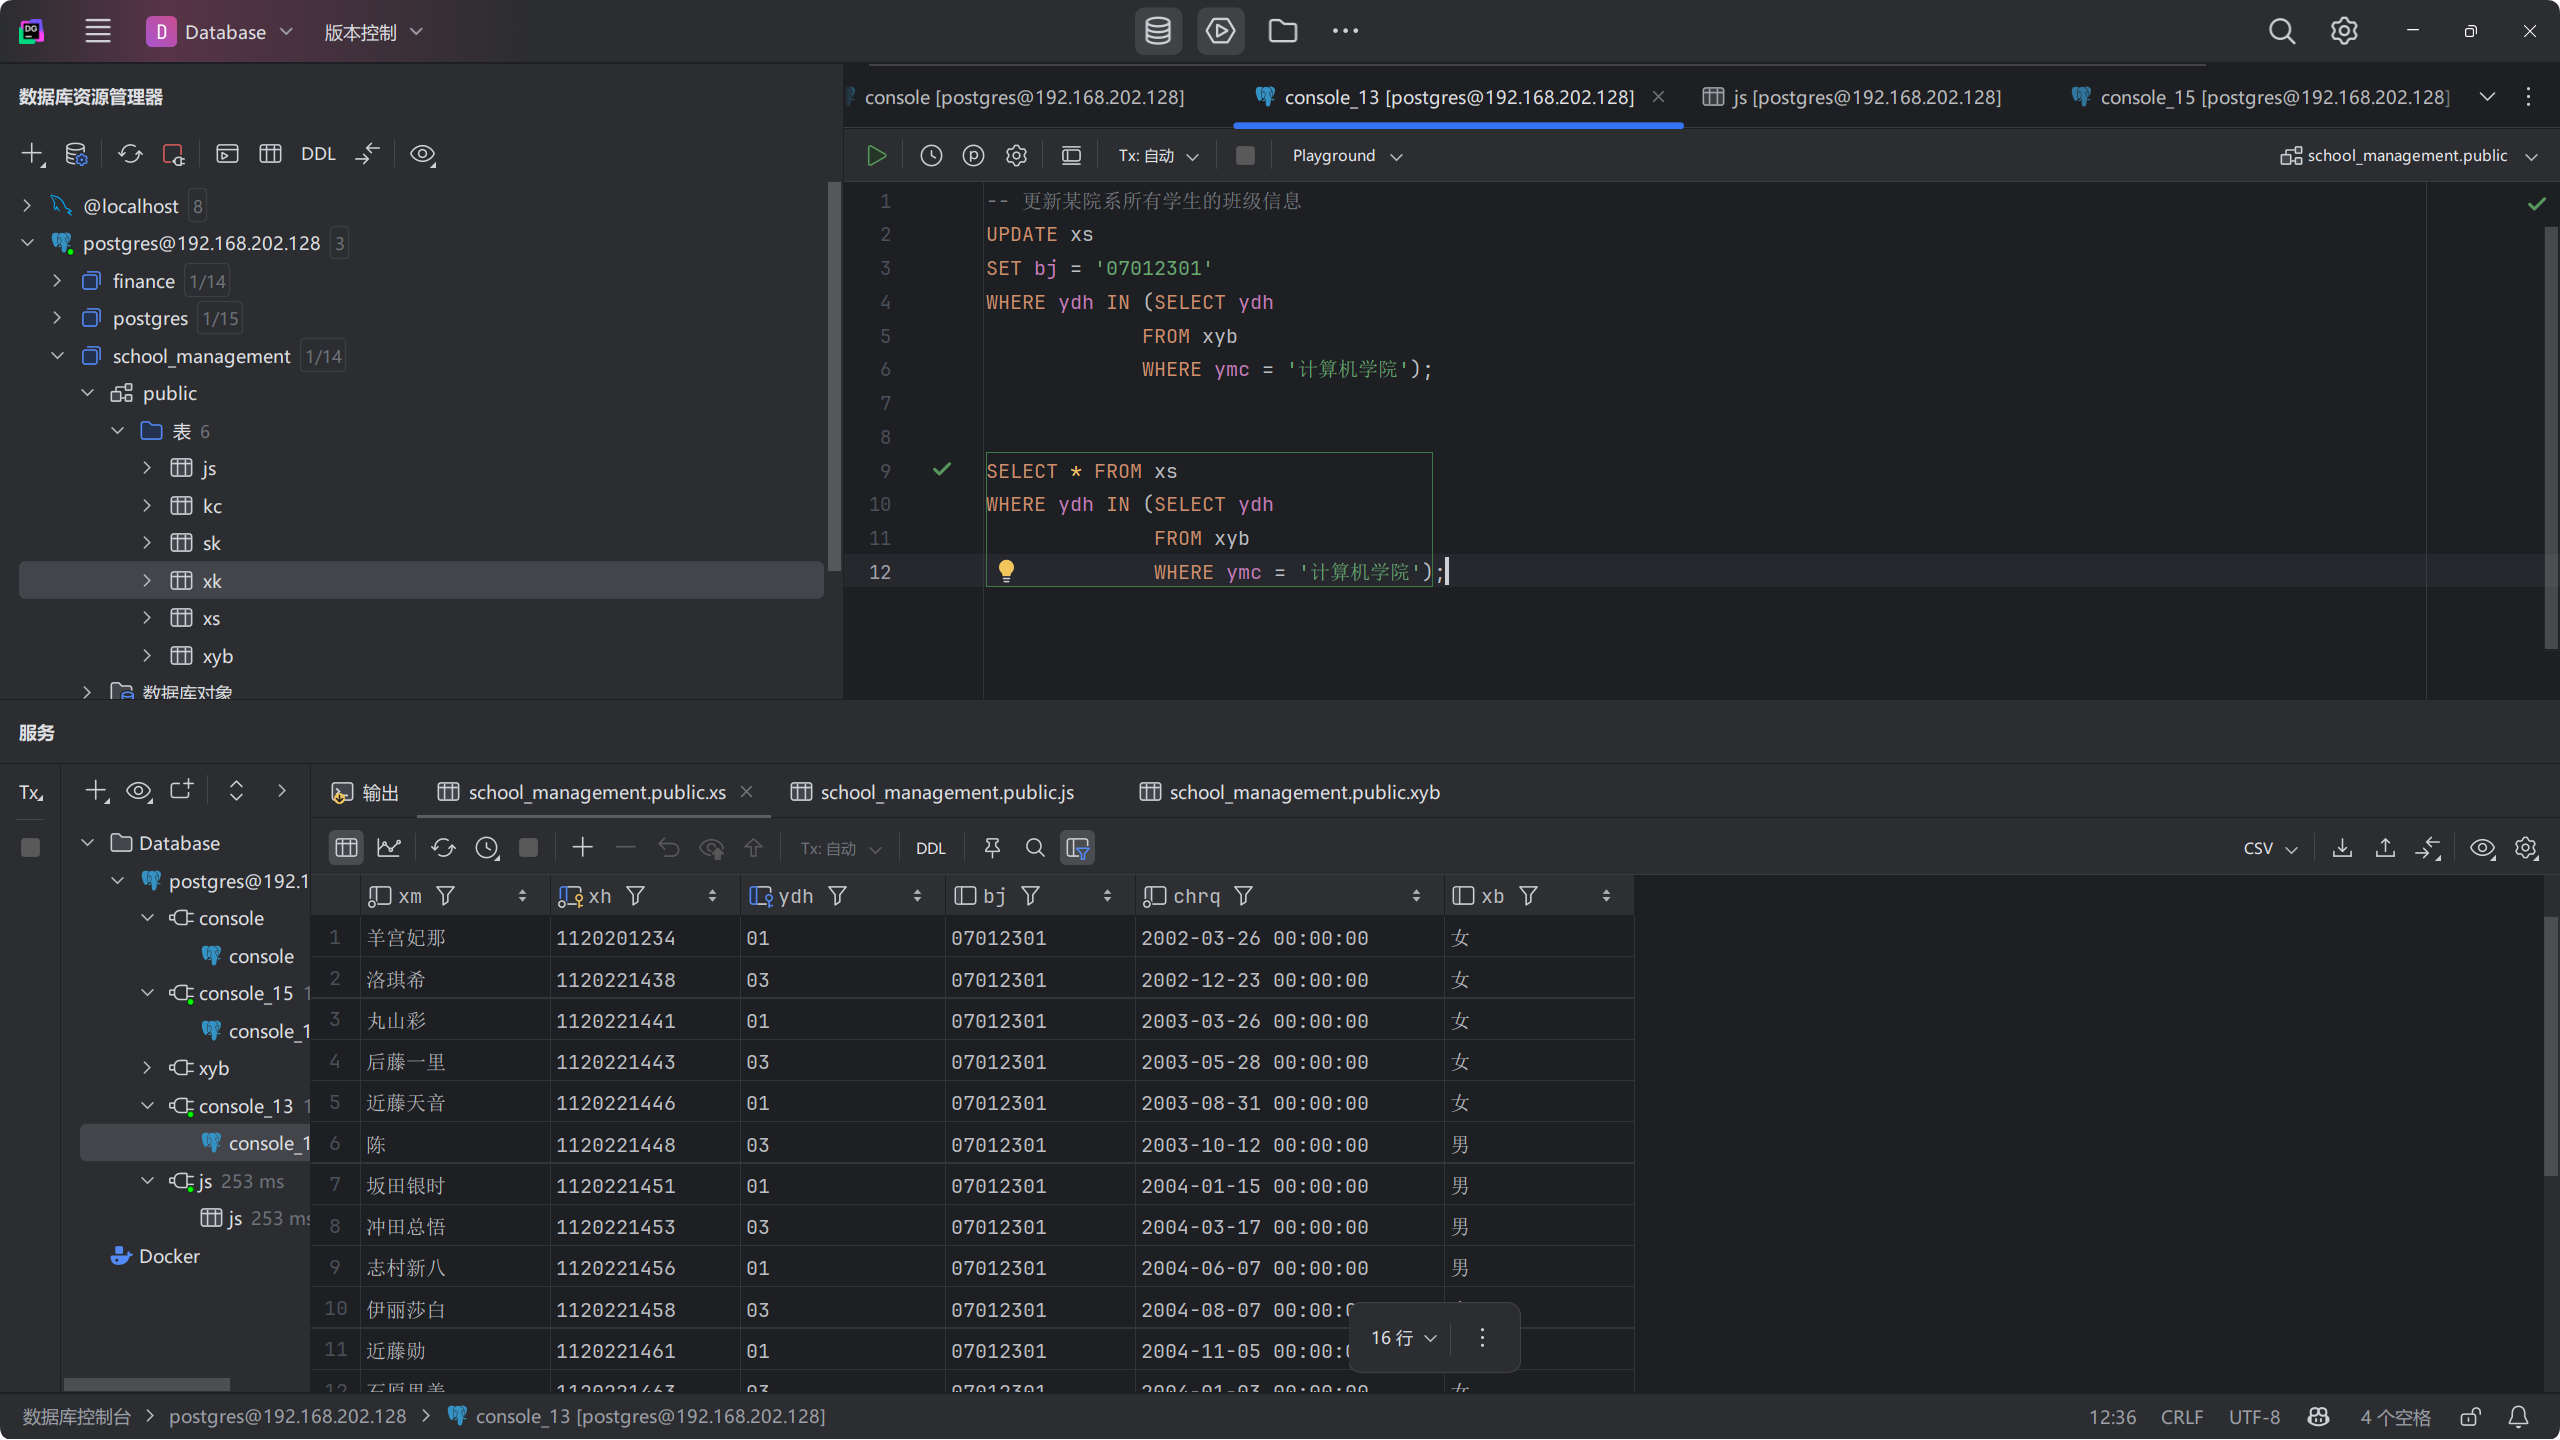 D Database 版本控制
数据库资源管理器
DDL
@localhost 8
postgres@192.168.202.128 3
finance 1/14
postgres 1/15
school_management 1/14
public
表 6
js
kc
sk
xk
xs
xyb
数据库对象
console [postgres@192.168.202.128]
console_13 [postgres@192.168.202.128]
js [postgres@192.168.202.128]
console_15 [postgres@192.168.202.128]
Tx: 自动
Playground
school_management.public
1 -- 更新某院系所有学生的班级信息
2 UPDATE xs
3 SET bj = '07012301'
4 WHERE ydh IN (SELECT ydh
5 FROM xyb
6 WHERE ymc = '计算机学院');
7
8
9 SELECT * FROM xs
10 WHERE ydh IN (SELECT ydh
11 FROM xyb
12 WHERE ymc = '计算机学院');
服务
Tx
Database
postgres@192.1
console
console
console_15 1
console_1
xyb
console_13 1
console_1
js 253 ms
js 253 ms
Docker
输出
school_management.public.xs
school_management.public.js
school_management.public.xyb
Tx: 自动
DDL
CSV
xm xh ydh bj chrq xb
1 羊宫妃那 1120201234 01 07012301 2002-03-26 00:00:00 女
2 洛琪希 1120221438 03 07012301 2002-12-23 00:00:00 女
3 丸山彩 1120221441 01 07012301 2003-03-26 00:00:00 女
4 后藤一里 1120221443 03 07012301 2003-05-28 00:00:00 女
5 近藤天音 1120221446 01 07012301 2003-08-31 00:00:00 女
6 陈 1120221448 03 07012301 2003-10-12 00:00:00 男
7 坂田银时 1120221451 01 07012301 2004-01-15 00:00:00 男
8 冲田总悟 1120221453 03 07012301 2004-03-17 00:00:00 男
9 志村新八 1120221456 01 07012301 2004-06-07 00:00:00 男
10 伊丽莎白 1120221458 03 07012301 2004-08-07 00:00:0
11 近藤勋 1120221461 01 07012301 2004-11-05 00:00:0
12 石原里美 1120221463 03 07012301 2004-01-03 00:00:00 女
16 行
数据库控制台 postgres@192.168.202.128 console_13 [postgres@192.168.202.128]
12:36 CRLF UTF-8 4 个空格